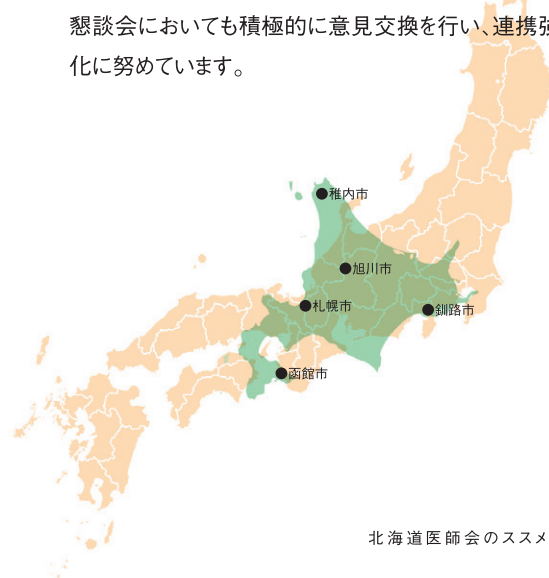 懇談会においても積極的に意見交換を行い、連携強
化に努めています。
稚内市
旭川市
札幌市
釧路市
函館市
北海道医師会のススメ